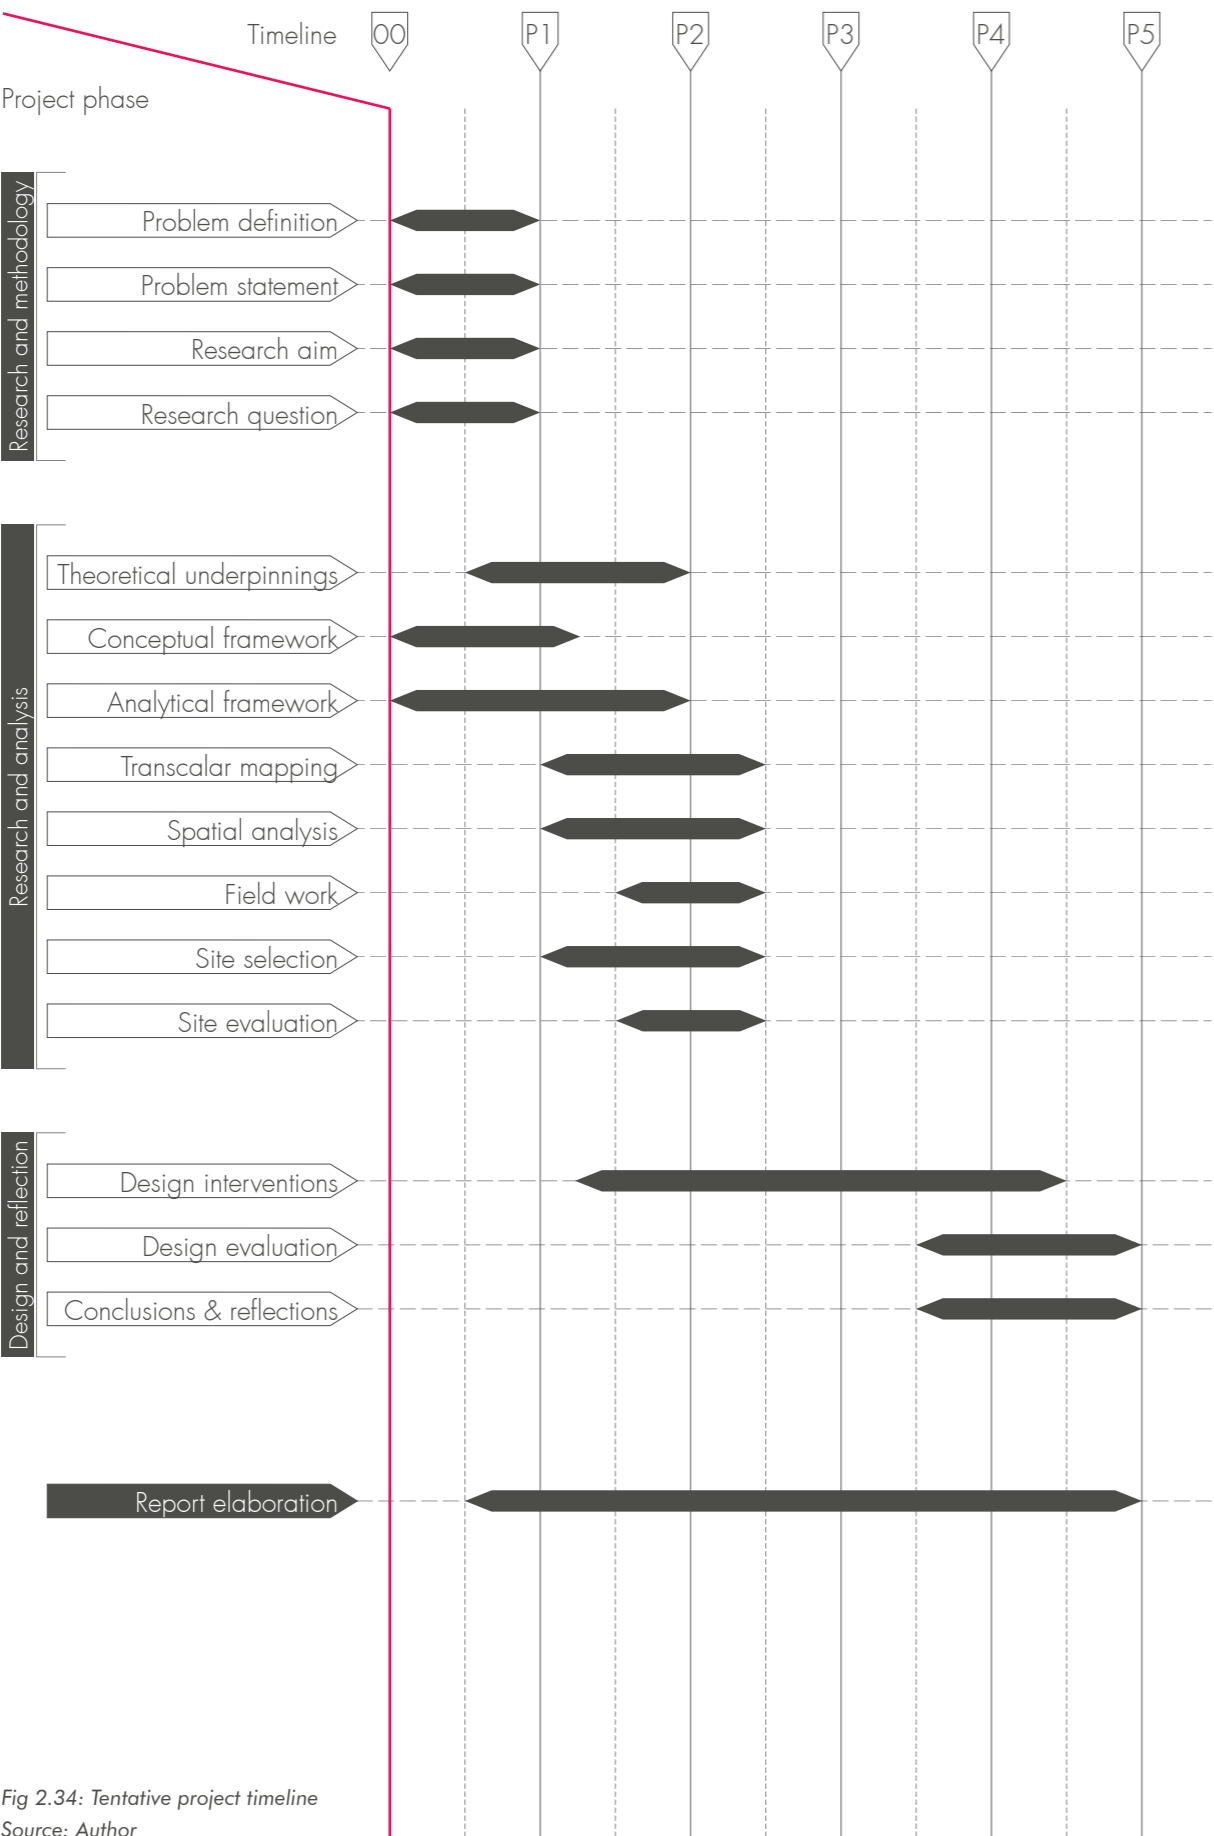 Timeline 00 P1 P2 P3 P4 P5
Project phase
Research and methodology
Problem definition
Problem statement
Research aim
Research question
Research and analysis
Theoretical underpinnings
Conceptual framework
Analytical framework
Transcalar mapping
Spatial analysis
Field work
Site selection
Site evaluation
Design and reflection
Design interventions
Design evaluation
Conclusions & reflections
Report elaboration
Fig 2.34: Tentative project timeline
Source: Author